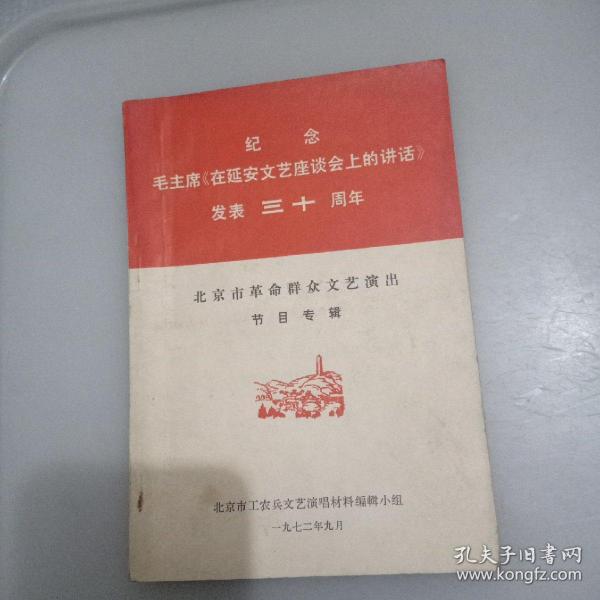 纪念
毛主席《在延安文艺座谈会上的讲话》
发表三十周年
北京市革命群众文艺演出
节目专辑
北京市工农兵文艺演唱材料编辑小组
一九七二年九月
孔夫子旧书网
www.kongfz.com